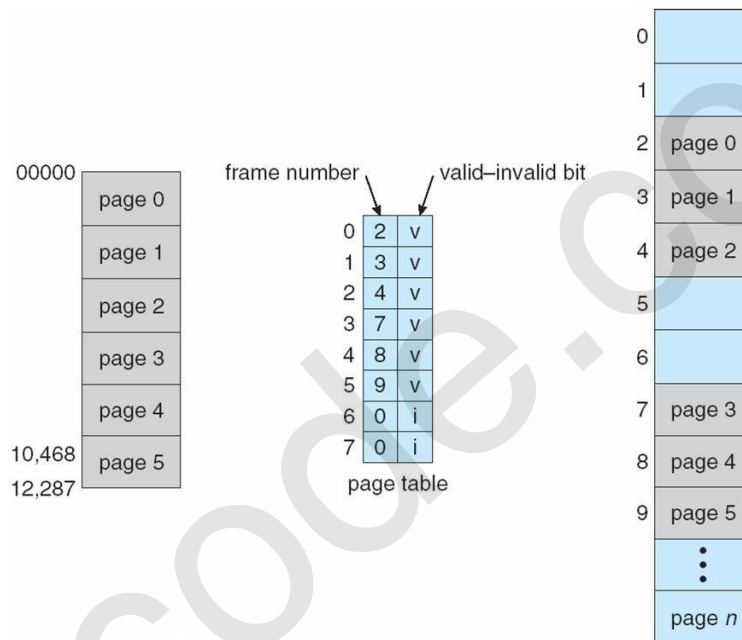 00000
page 0
page 1
page 2
page 3
page 4
10,468
page 5
12,287
frame number
valid–invalid bit
0 2 v
1 3 v
2 4 v
3 7 v
4 8 v
5 9 v
6 0 i
7 0 i
page table
0
1
2 page 0
3 page 1
4 page 2
5
6
7 page 3
8 page 4
9 page 5
page n
code.co